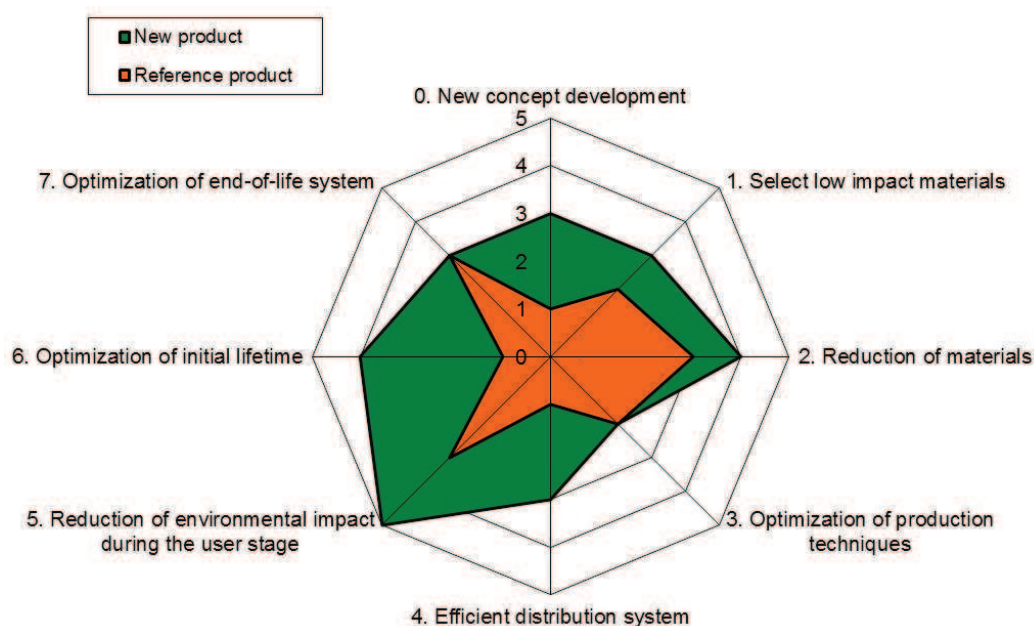 New product
Reference product
0. New concept development
5
4
3
2
1
0
7. Optimization of end-of-life system
1. Select low impact materials
6. Optimization of initial lifetime
2. Reduction of materials
5. Reduction of environmental impact
during the user stage
3. Optimization of production
techniques
4. Efficient distribution system